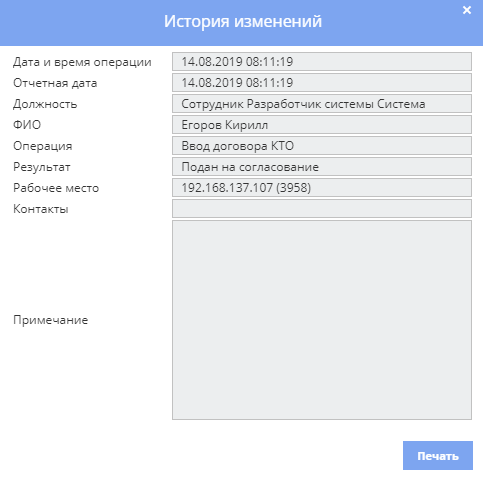 История изменений
×
Дата и время операции 14.08.2019 08:11:19
Отчетная дата 14.08.2019 08:11:19
Должность Сотрудник Разработчик системы Система
ФИО Егоров Кирилл
Операция Ввод договора КТО
Результат Подан на согласование
Рабочее место 192.168.137.107 (3958)
Контакты
Примечание
Печать